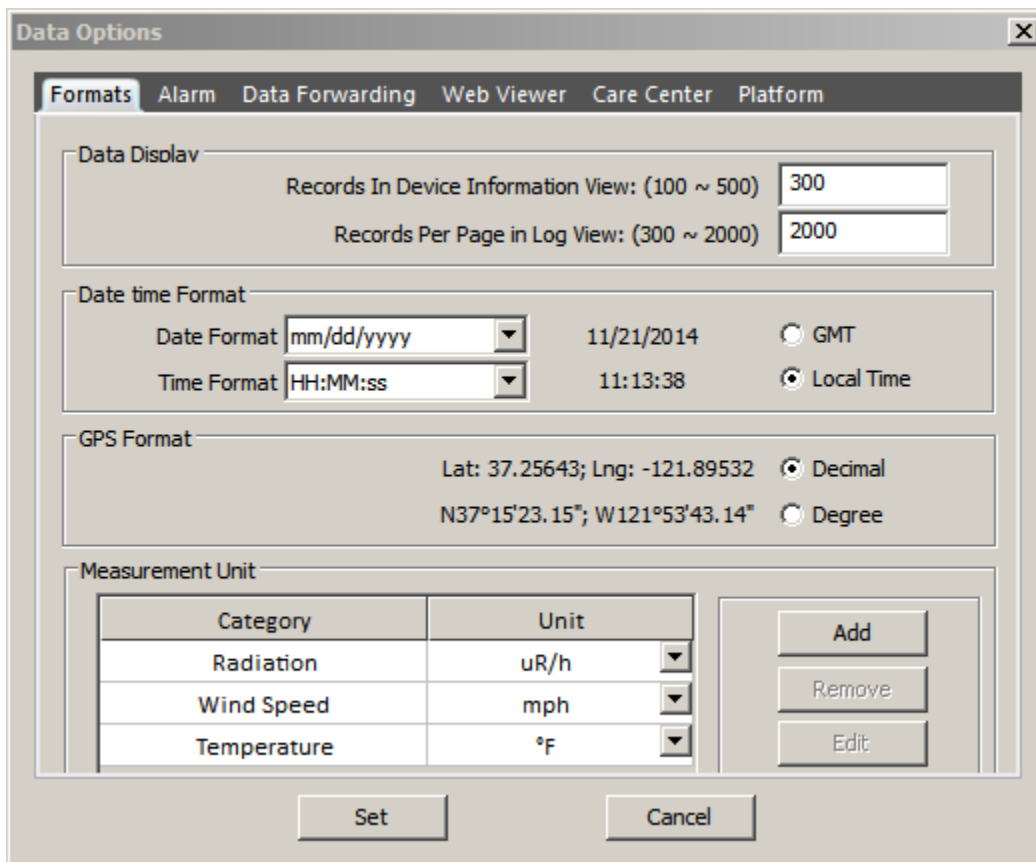 Data Options
Formats Alarm Data Forwarding Web Viewer Care Center Platform
Data Display
Records In Device Information View: (100 ~ 500) 300
Records Per Page in Log View: (300 ~ 2000) 2000
Date time Format
Date Format mm/dd/yyyy 11/21/2014 GMT
Time Format HH:MM:ss 11:13:38 Local Time
GPS Format
Lat: 37.25643; Lng: -121.89532 Decimal
N37°15'23.15"; W121°53'43.14" Degree
Measurement Unit
Category Unit
Radiation uR/h
Wind Speed mph
Temperature °F
Add
Remove
Edit
Set Cancel